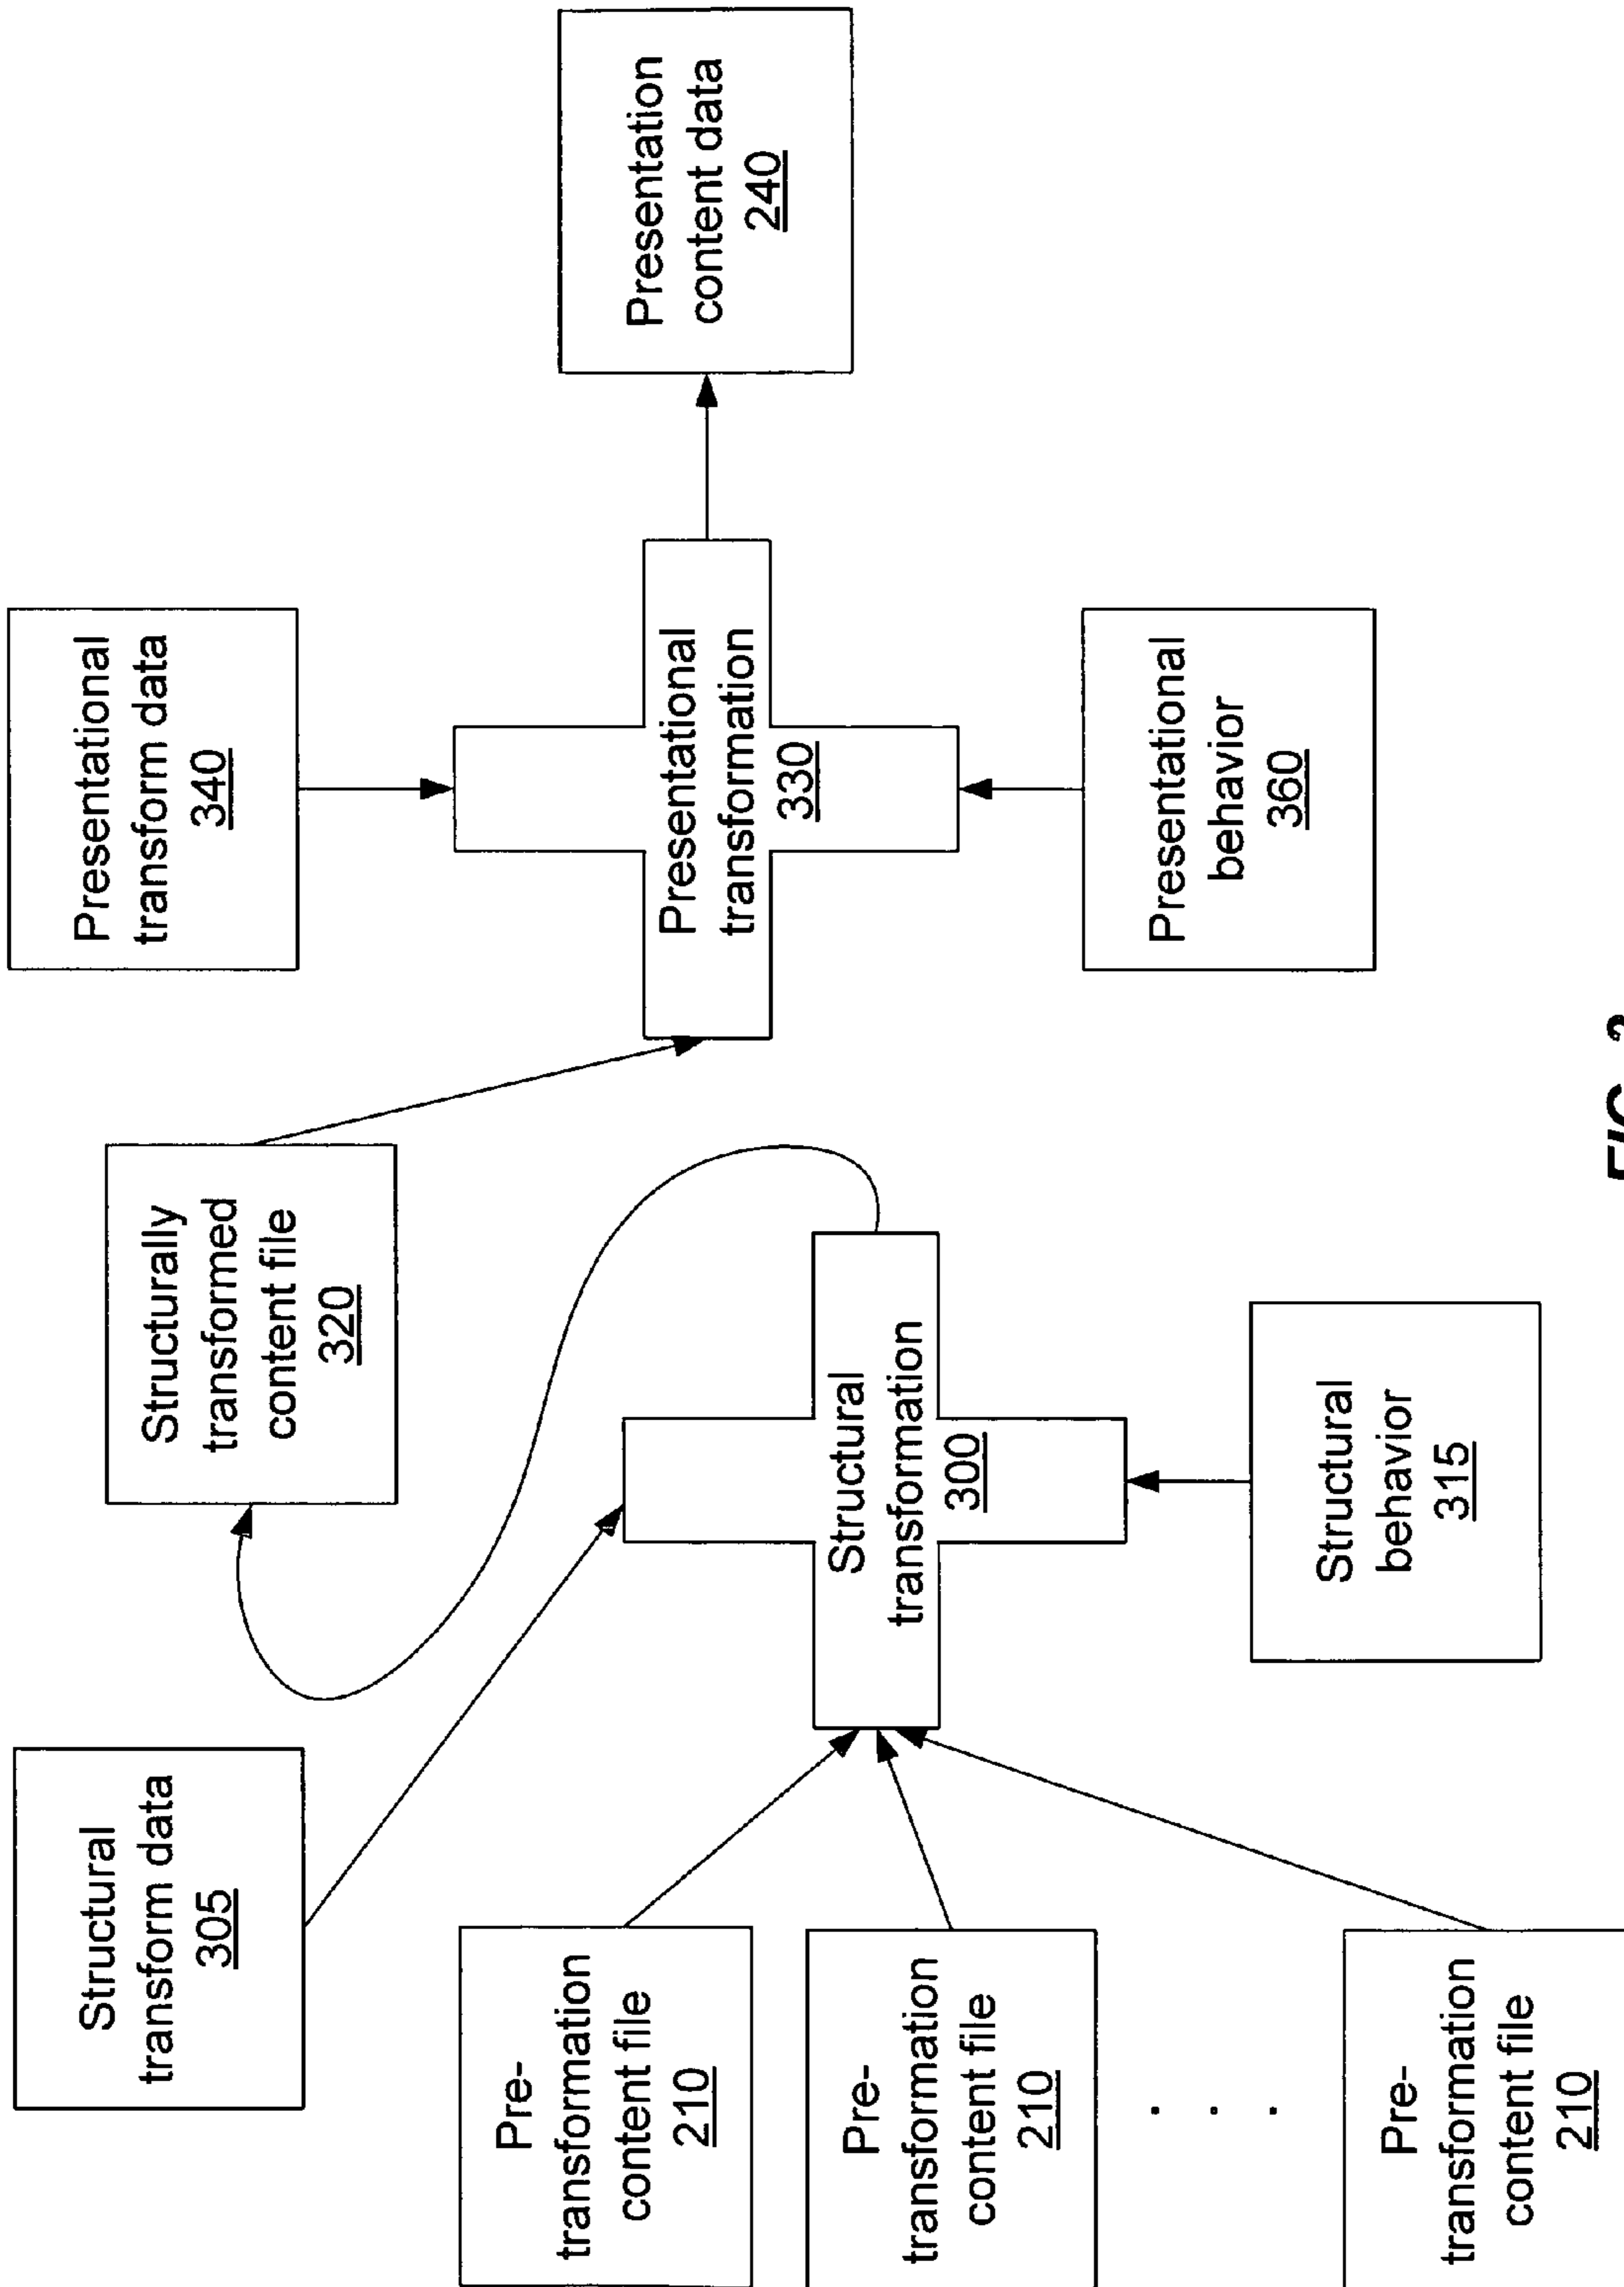 Structural
transform data
305
Structurally
transformed
content file
320
Presentational
transform data
340
Pre-
transformation
content file
210
Pre-
transformation
content file
210
. . .
Pre-
transformation
content file
210
Structural
transformation
300
Structural
behavior
315
Presentational
transformation
330
Presentational
behavior
360
Presentation
content data
240
FIG.